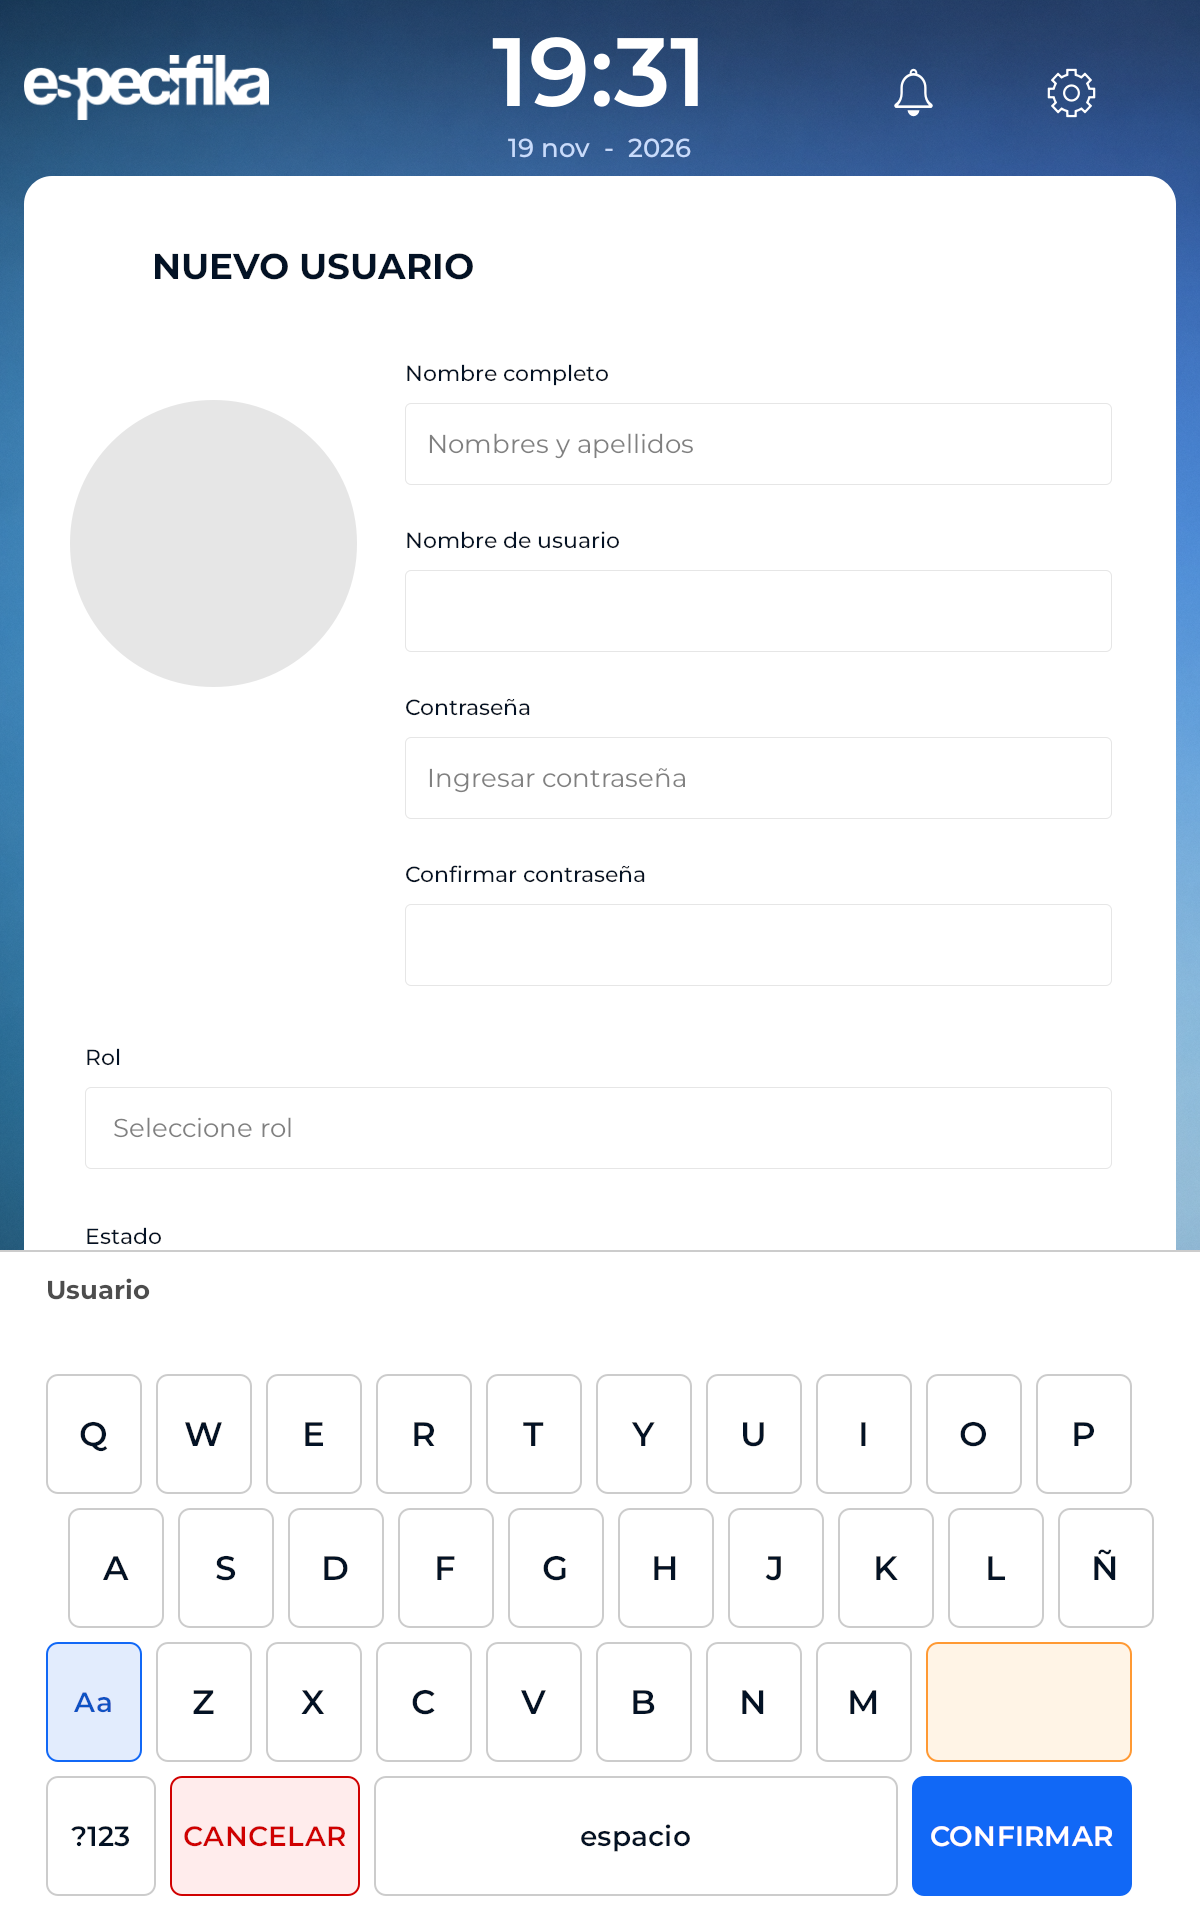 especifika
19:31
19 nov - 2026
NUEVO USUARIO
Nombre completo
Nombres y apellidos
Nombre de usuario
Contraseña
Ingresar contraseña
Confirmar contraseña
Rol
Seleccione rol
Estado
Usuario
Q W E R T Y U I O P
A S D F G H J K L Ñ
Aa Z X C V B N M
?123 CANCELAR espacio CONFIRMAR